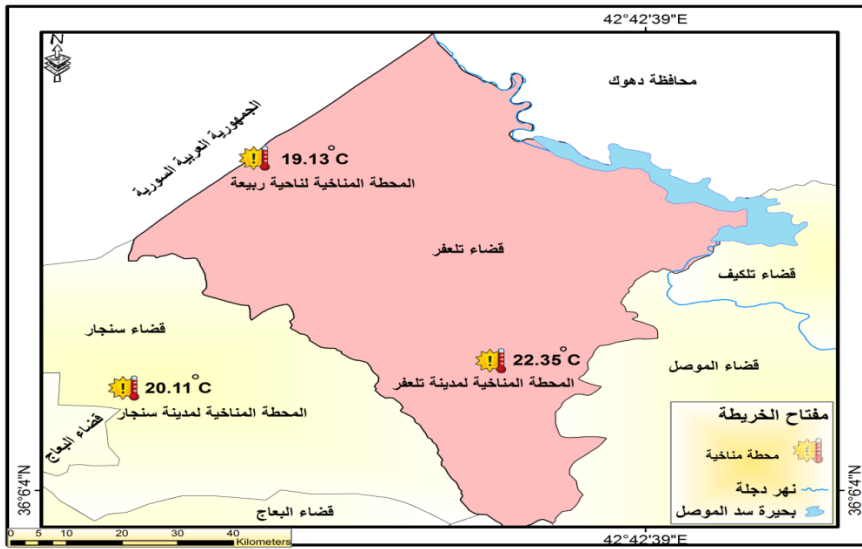 42°42'39"E
N
محافظة دهوك
الجمهورية العربية السورية
19.13°C
المحطة المناخية لناحية ربيعة
قضاء تلعفر
قضاء تلكيف
قضاء سنجار
22.35°C
قضاء الموصل
المحطة المناخية لمدينة تلعفر
20.11°C
المحطة المناخية لمدينة سنجار
قضاء البعاج
مفتاح الخريطة
محطة مناخية
نهر دجلة
بحيرة سد الموصل
36°6'4"N
36°6'4"N
قضاء البعاج
0 5 10 20 30 40
Kilometers
42°42'39"E